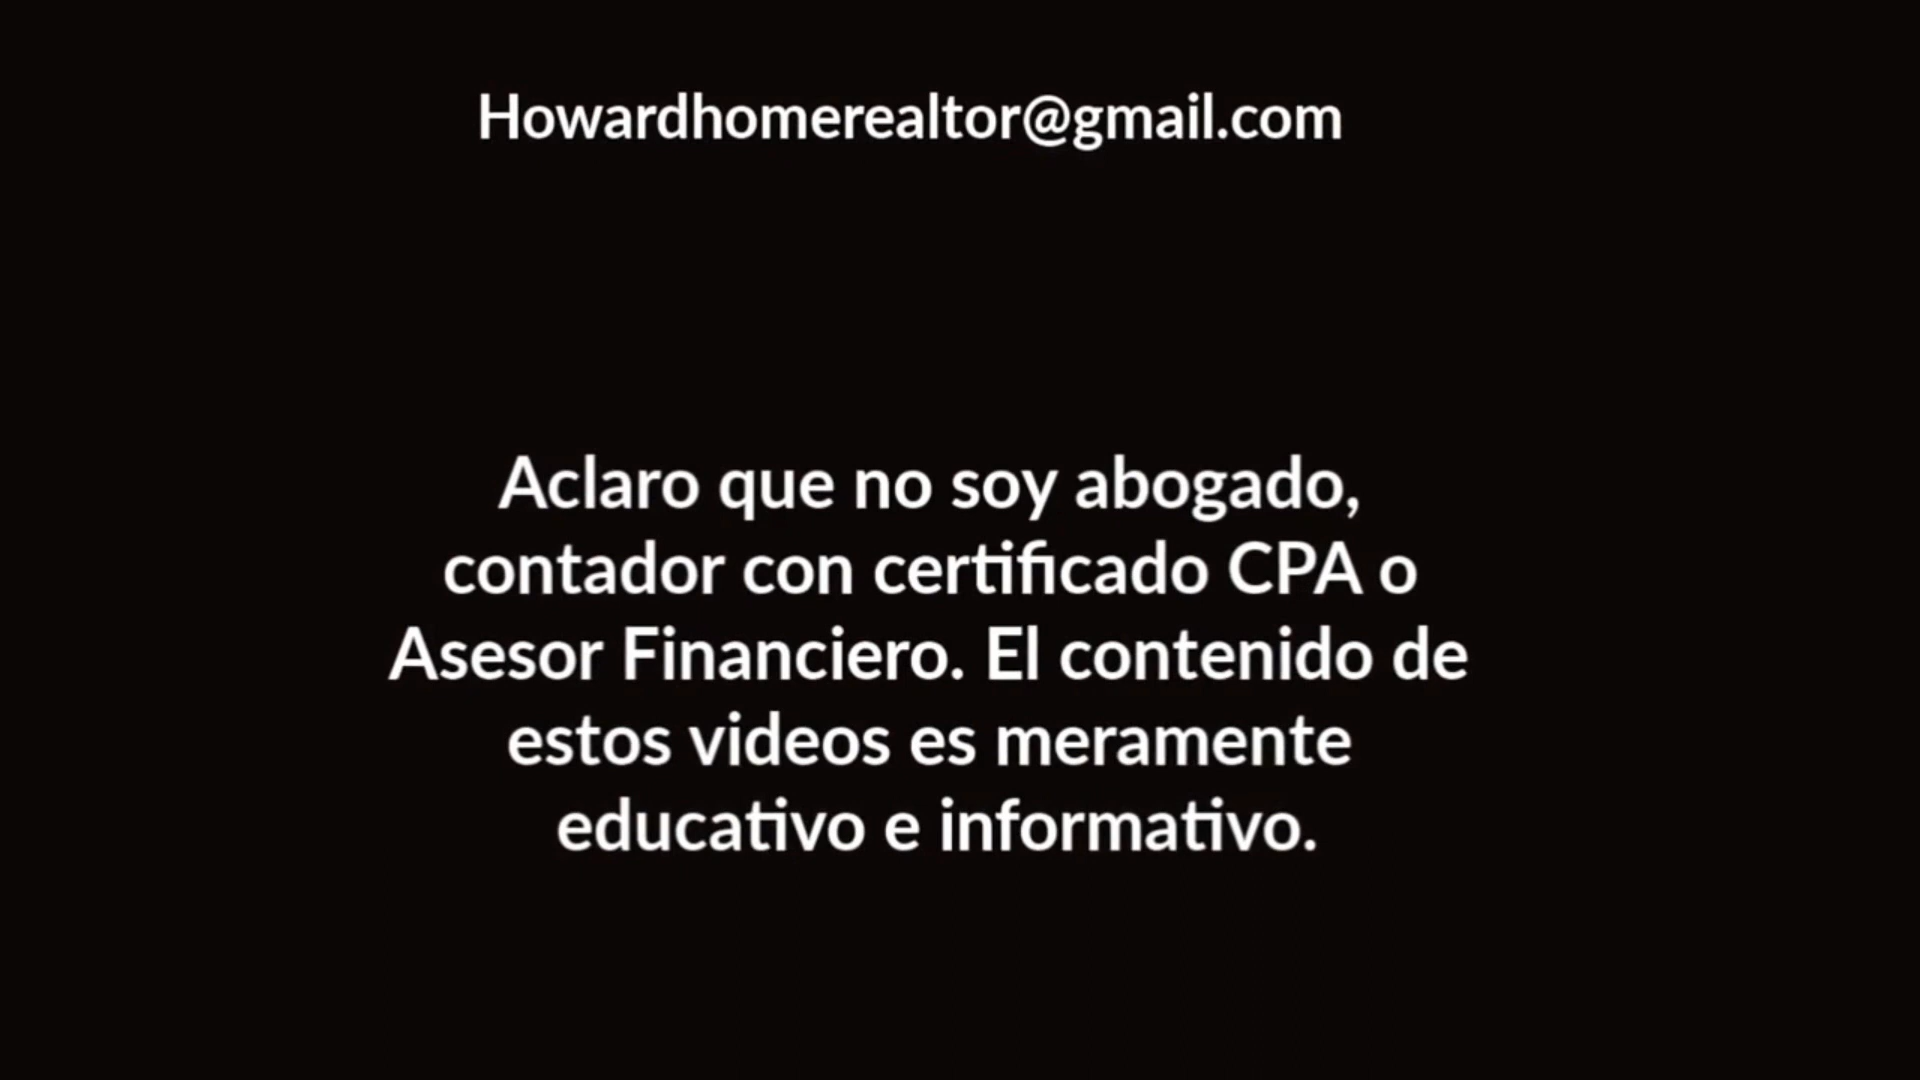 Howardhomerealtor@gmail.com
Aclaro que no soy abogado,
contador con certificado CPA o
Asesor Financiero. El contenido de
estos videos es meramente
educativo e informativo.